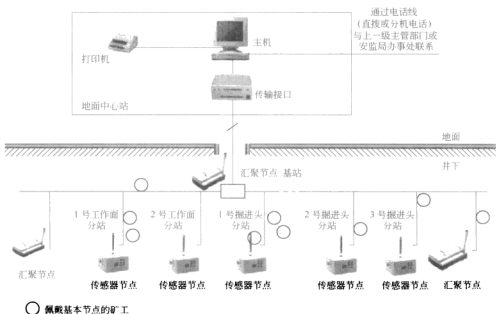 通过电话线
（直接或分机电话）
与上一级主管部门或
安监局办事处联系
主机
打印机
传输接口
地面中心站
地面
井下
汇聚节点 基站
1 号工作面
分站
2 号工作面
分站
1 号掘进头
分站
2 号掘进头
分站
3 号掘进头
分站
汇聚节点
传感器节点
传感器节点
传感器节点
传感器节点
传感器节点
汇聚节点
佩戴基本节点的矿工